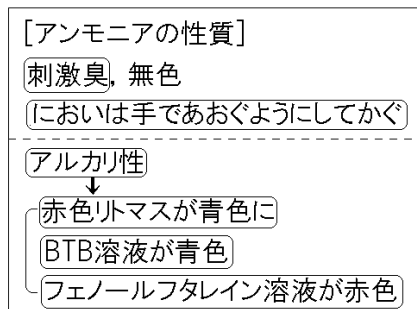 [アンモニアの性質]
刺激臭, 無色
においは手であおぐようにしてかぐ
アルカリ性
赤色リトマスが青色に
BTB溶液が青色
フェノールフタレイン溶液が赤色